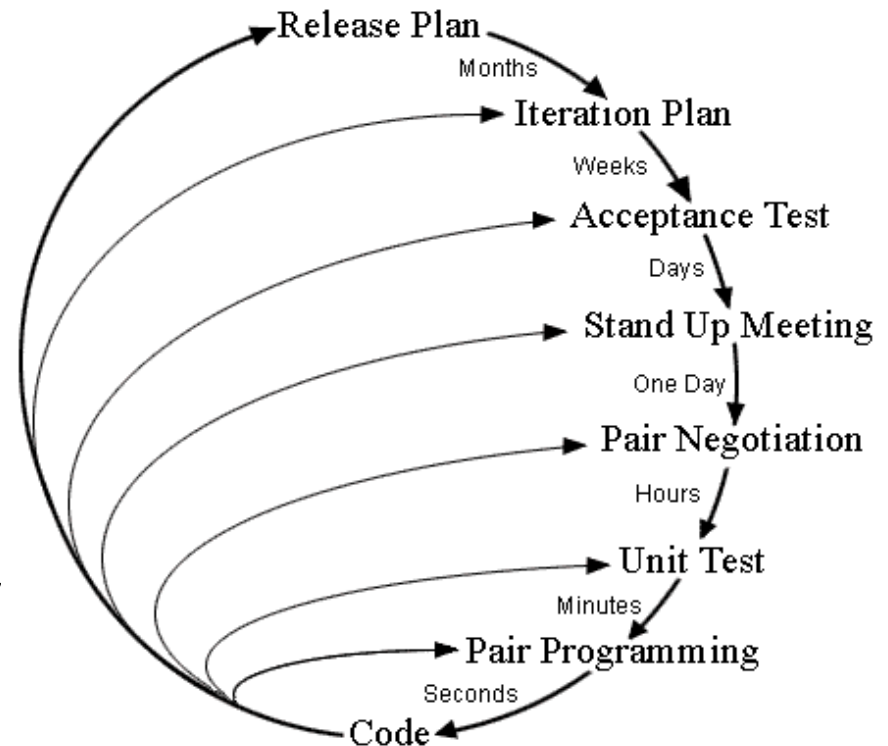 Release Plan
Months
Iteration Plan
Weeks
Acceptance Test
Days
Stand Up Meeting
One Day
Pair Negotiation
Hours
Unit Test
Minutes
Pair Programming
Seconds
Code